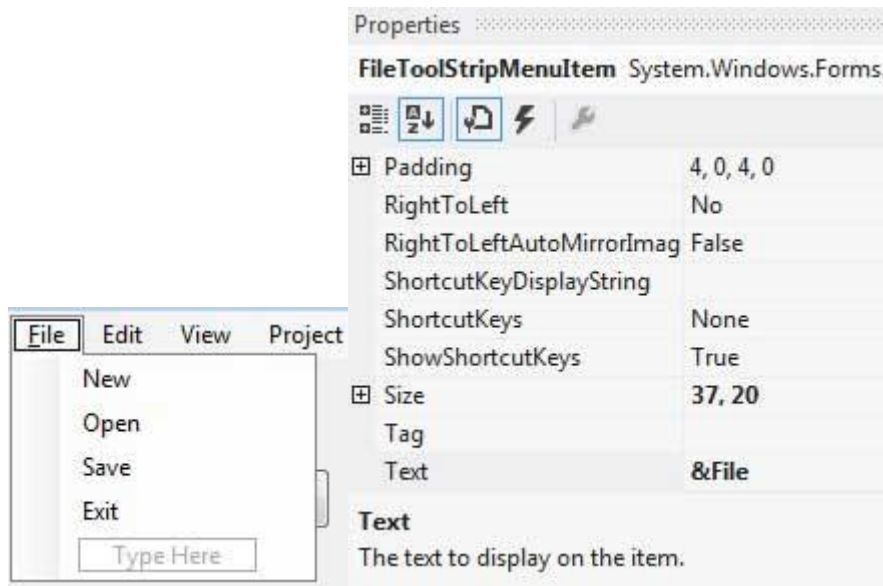 File Edit View Project
New
Open
Save
Exit
Type Here
Properties
FileToolStripMenuItem System.Windows.Forms.
A
Z
Padding 4, 0, 4, 0
RightToLeft No
RightToLeftAutoMirrorImag False
ShortcutKeyDisplayString
ShortcutKeys None
ShowShortcutKeys True
Size 37, 20
Tag
Text &File
Text
The text to display on the item.